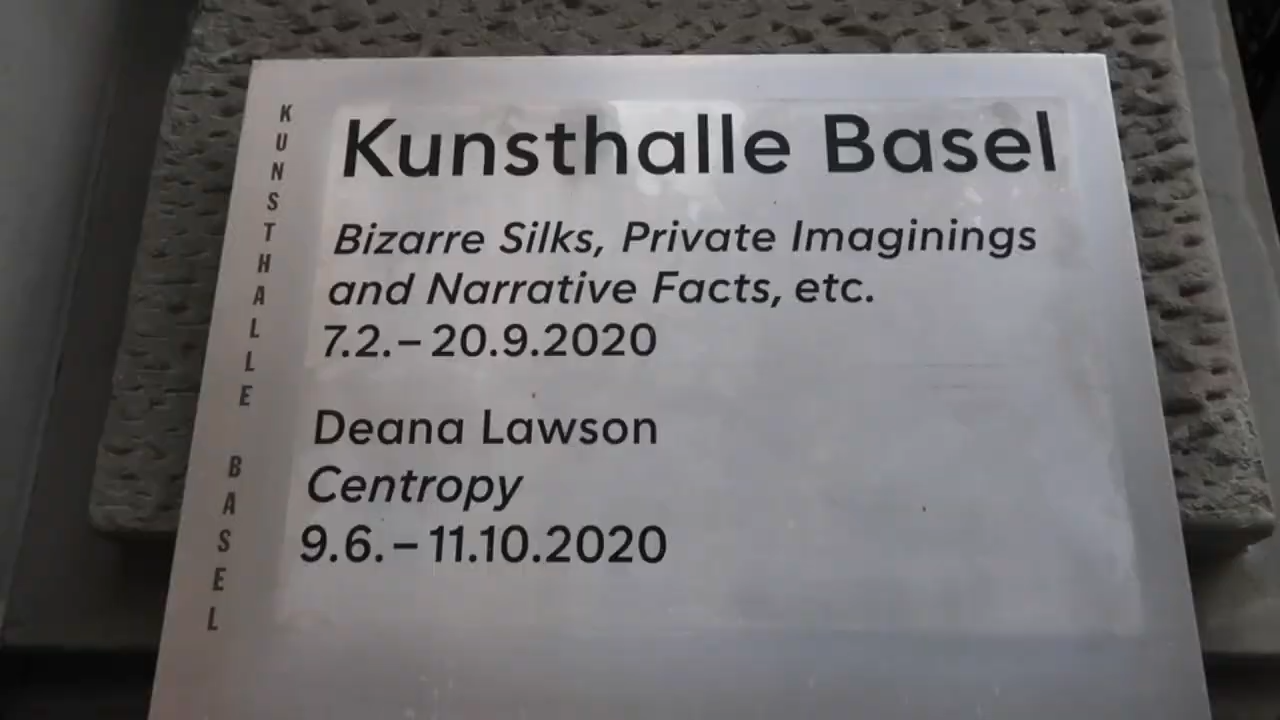 KUNSTHALLE BASEL
Kunsthalle Basel
Bizarre Silks, Private Imaginings
and Narrative Facts, etc.
7.2.–20.9.2020
Deana Lawson
Centropy
9.6.–11.10.2020